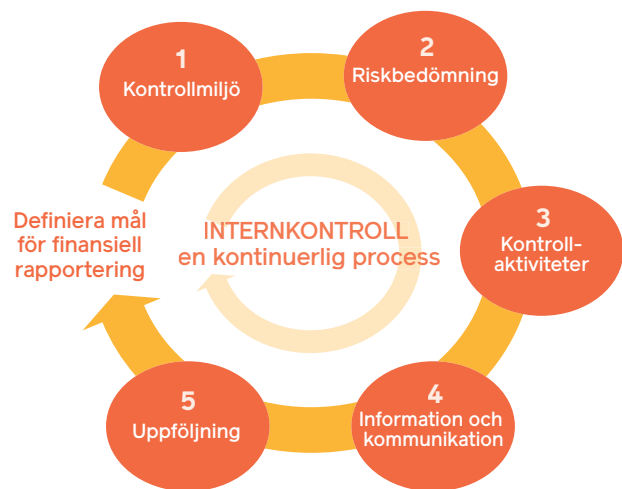 1
Kontrollmiljö
2
Riskbedömning
3
Kontroll-
aktiviteter
4
Information och
kommunikation
5
Uppföljning
Definiera mål
för finansiell
rapportering
INTERNKONTROLL
en kontinuerlig process